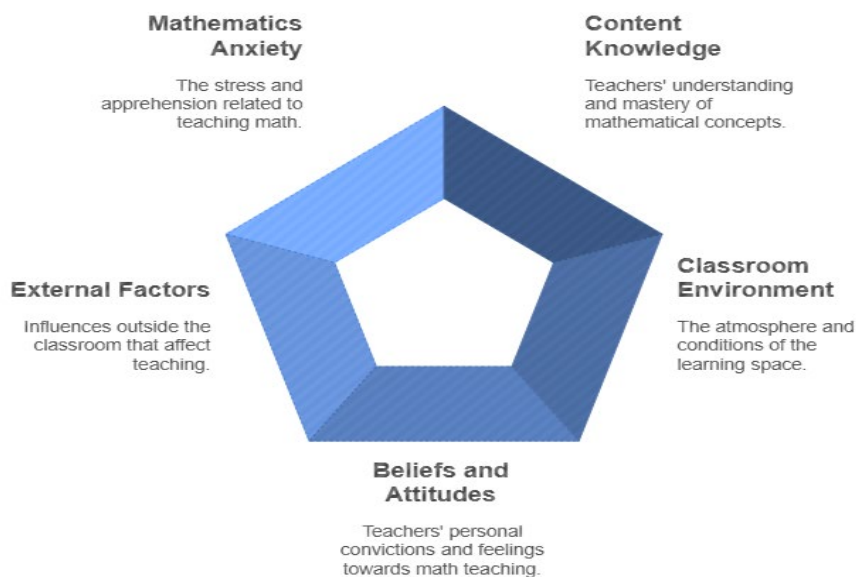 Mathematics
Anxiety
The stress and
apprehension related to
teaching math.
Content
Knowledge
Teachers' understanding
and mastery of
mathematical concepts.
External Factors
Influences outside the
classroom that affect
teaching.
Classroom
Environment
The atmosphere and
conditions of the
learning space.
Beliefs and
Attitudes
Teachers' personal
convictions and feelings
towards math teaching.